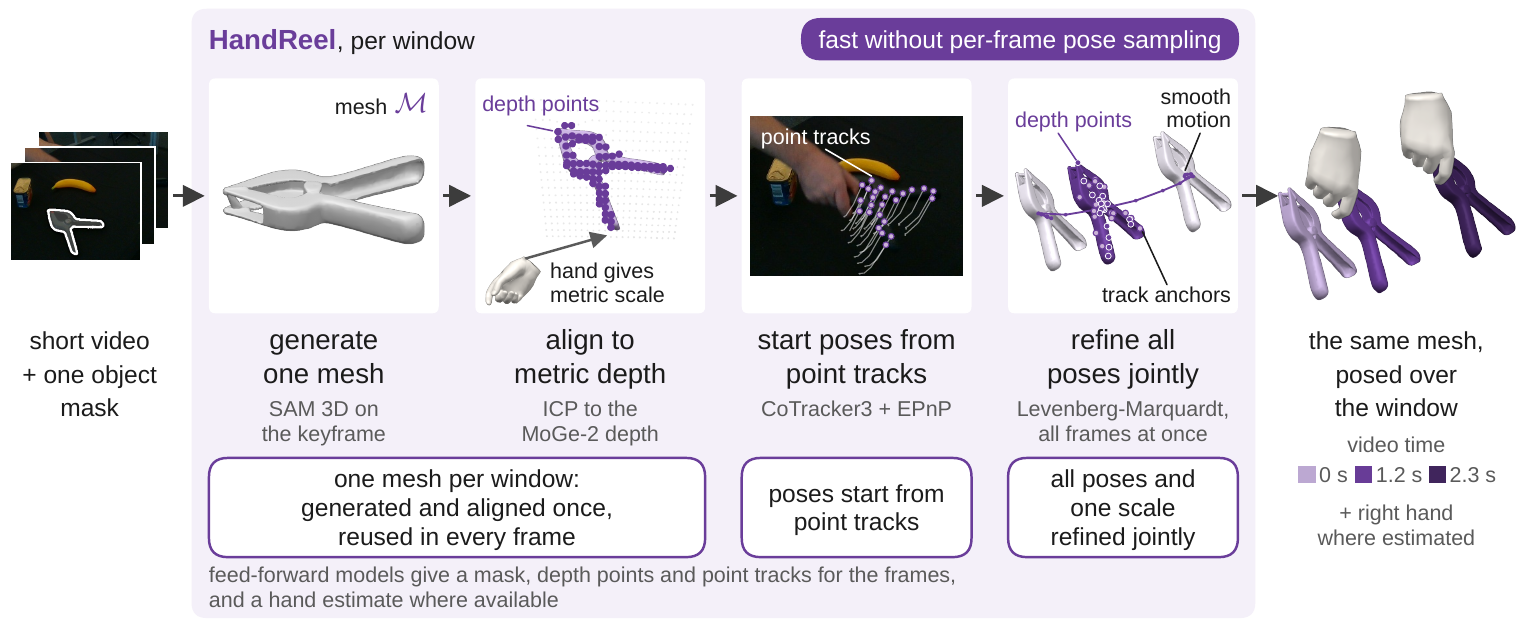 HandReel, per window
fast without per-frame pose sampling
mesh ℳ
depth points
hand gives
metric scale
point tracks
smooth
motion
depth points
track anchors
short video
+ one object
mask
generate
one mesh
SAM 3D on
the keyframe
align to
metric depth
ICP to the
MoGe-2 depth
start poses from
point tracks
CoTracker3 + EPnP
refine all
poses jointly
Levenberg-Marquardt,
all frames at once
the same mesh,
posed over
the window
video time
0 s 1.2 s 2.3 s
+ right hand
where estimated
one mesh per window:
generated and aligned once,
reused in every frame
poses start from
point tracks
all poses and
one scale
refined jointly
feed-forward models give a mask, depth points and point tracks for the frames,
and a hand estimate where available